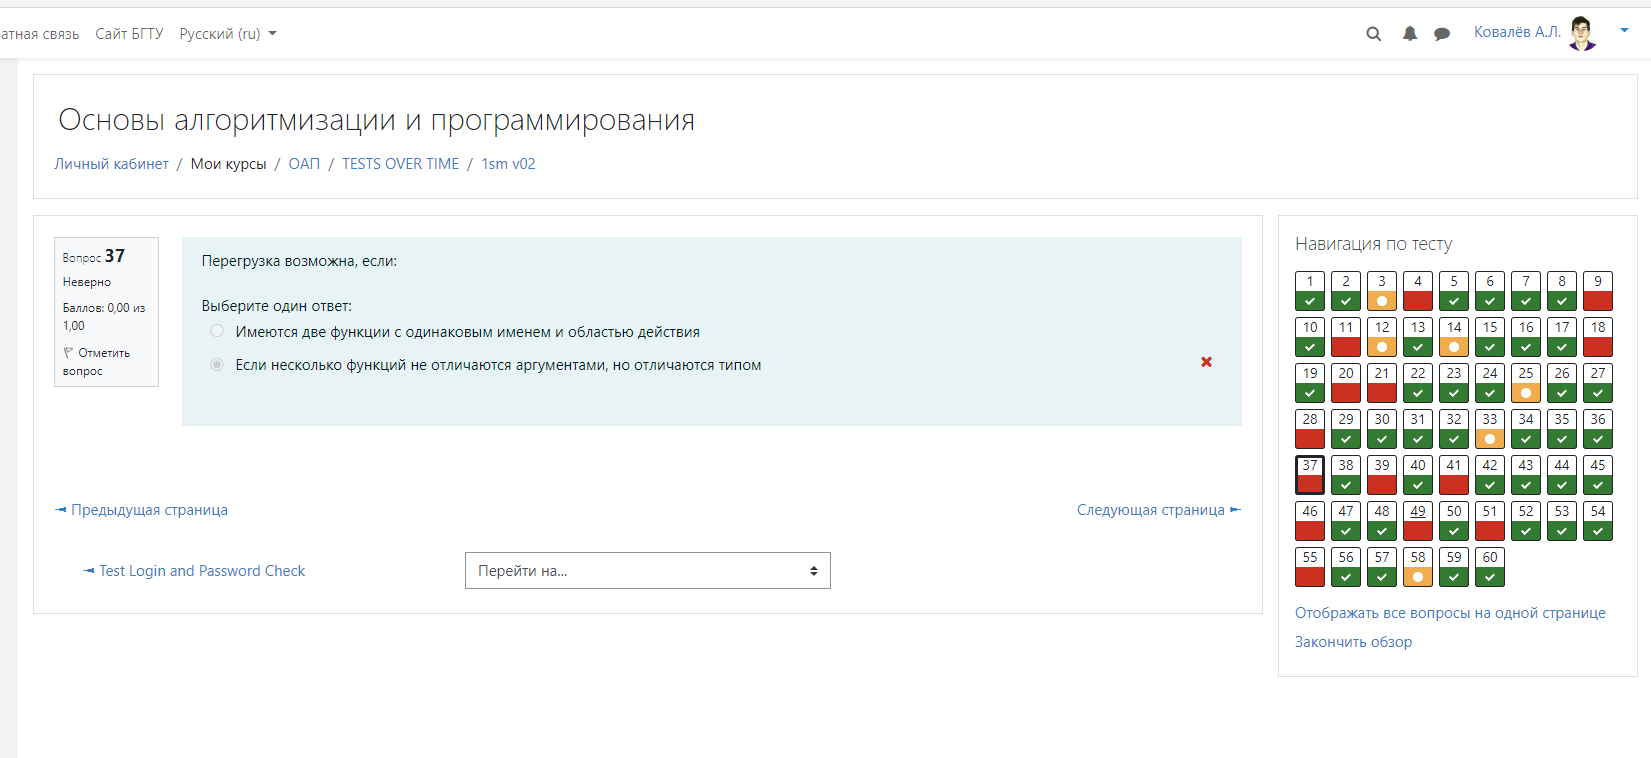 атная связь Сайт БГТУ Русский (ru) Ковалёв А.Л.
Основы алгоритмизации и программирования
Личный кабинет / Мои курсы / ОАП / TESTS OVER TIME / 1sm v02
Вопрос 37
Неверно
Баллов: 0,00 из
1,00
Отметить
вопрос
Перегрузка возможна, если:
Выберите один ответ:
Имеются две функции с одинаковым именем и областью действия
Если несколько функций не отличаются аргументами, но отличаются типом
◄ Предыдущая страница
Следующая страница ►
◄ Test Login and Password Check
Перейти на...
Навигация по тесту
1 2 3 4 5 6 7 8 9
10 11 12 13 14 15 16 17 18
19 20 21 22 23 24 25 26 27
28 29 30 31 32 33 34 35 36
37 38 39 40 41 42 43 44 45
46 47 48 49 50 51 52 53 54
55 56 57 58 59 60
Отображать все вопросы на одной странице
Закончить обзор